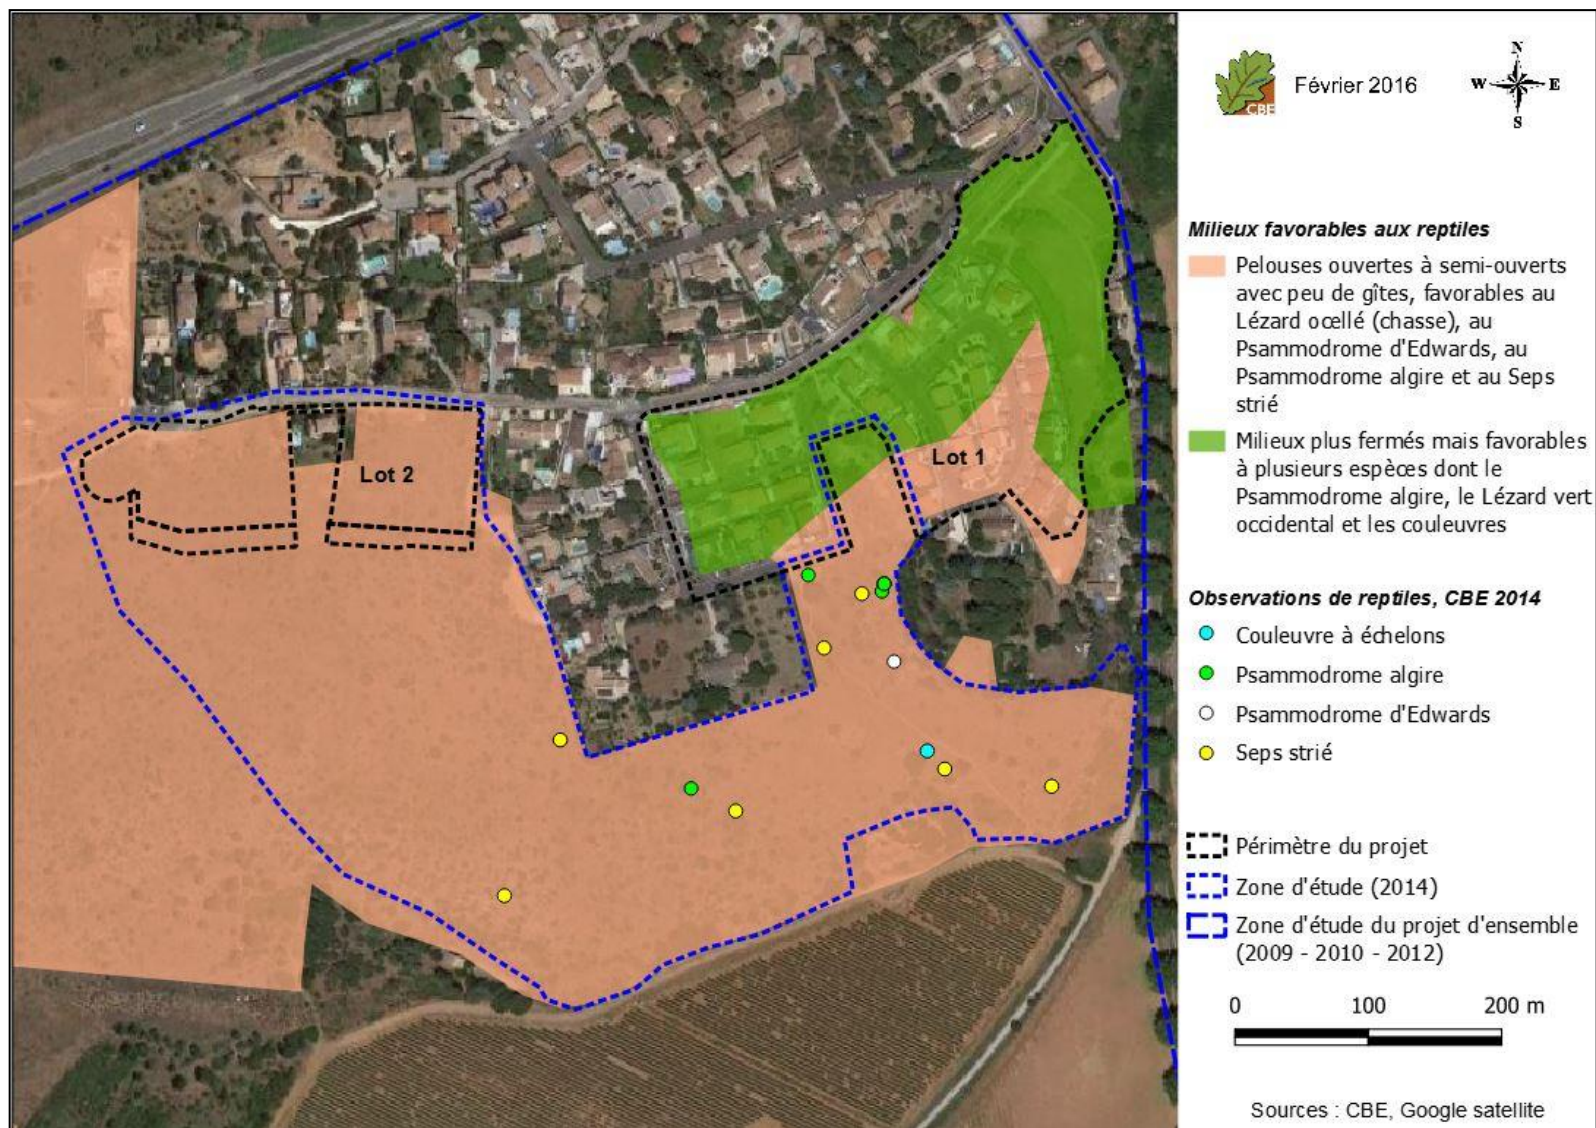 CBE
Février 2016
N
W E
S
Milieux favorables aux reptiles
Pelouses ouvertes à semi-ouverts
avec peu de gîtes, favorables au
Lézard ocellé (chasse), au
Psammodrome d'Edwards, au
Psammodrome algire et au Seps
strié
Milieux plus fermés mais favorables
à plusieurs espèces dont le
Psammodrome algire, le Lézard vert
occidental et les couleuvres
Observations de reptiles, CBE 2014
Couleuvre à échelons
Psammodrome algire
Psammodrome d'Edwards
Seps strié
Périmètre du projet
Zone d'étude (2014)
Zone d'étude du projet d'ensemble
(2009 - 2010 - 2012)
0 100 200 m
Sources : CBE, Google satellite
Lot 1
Lot 2